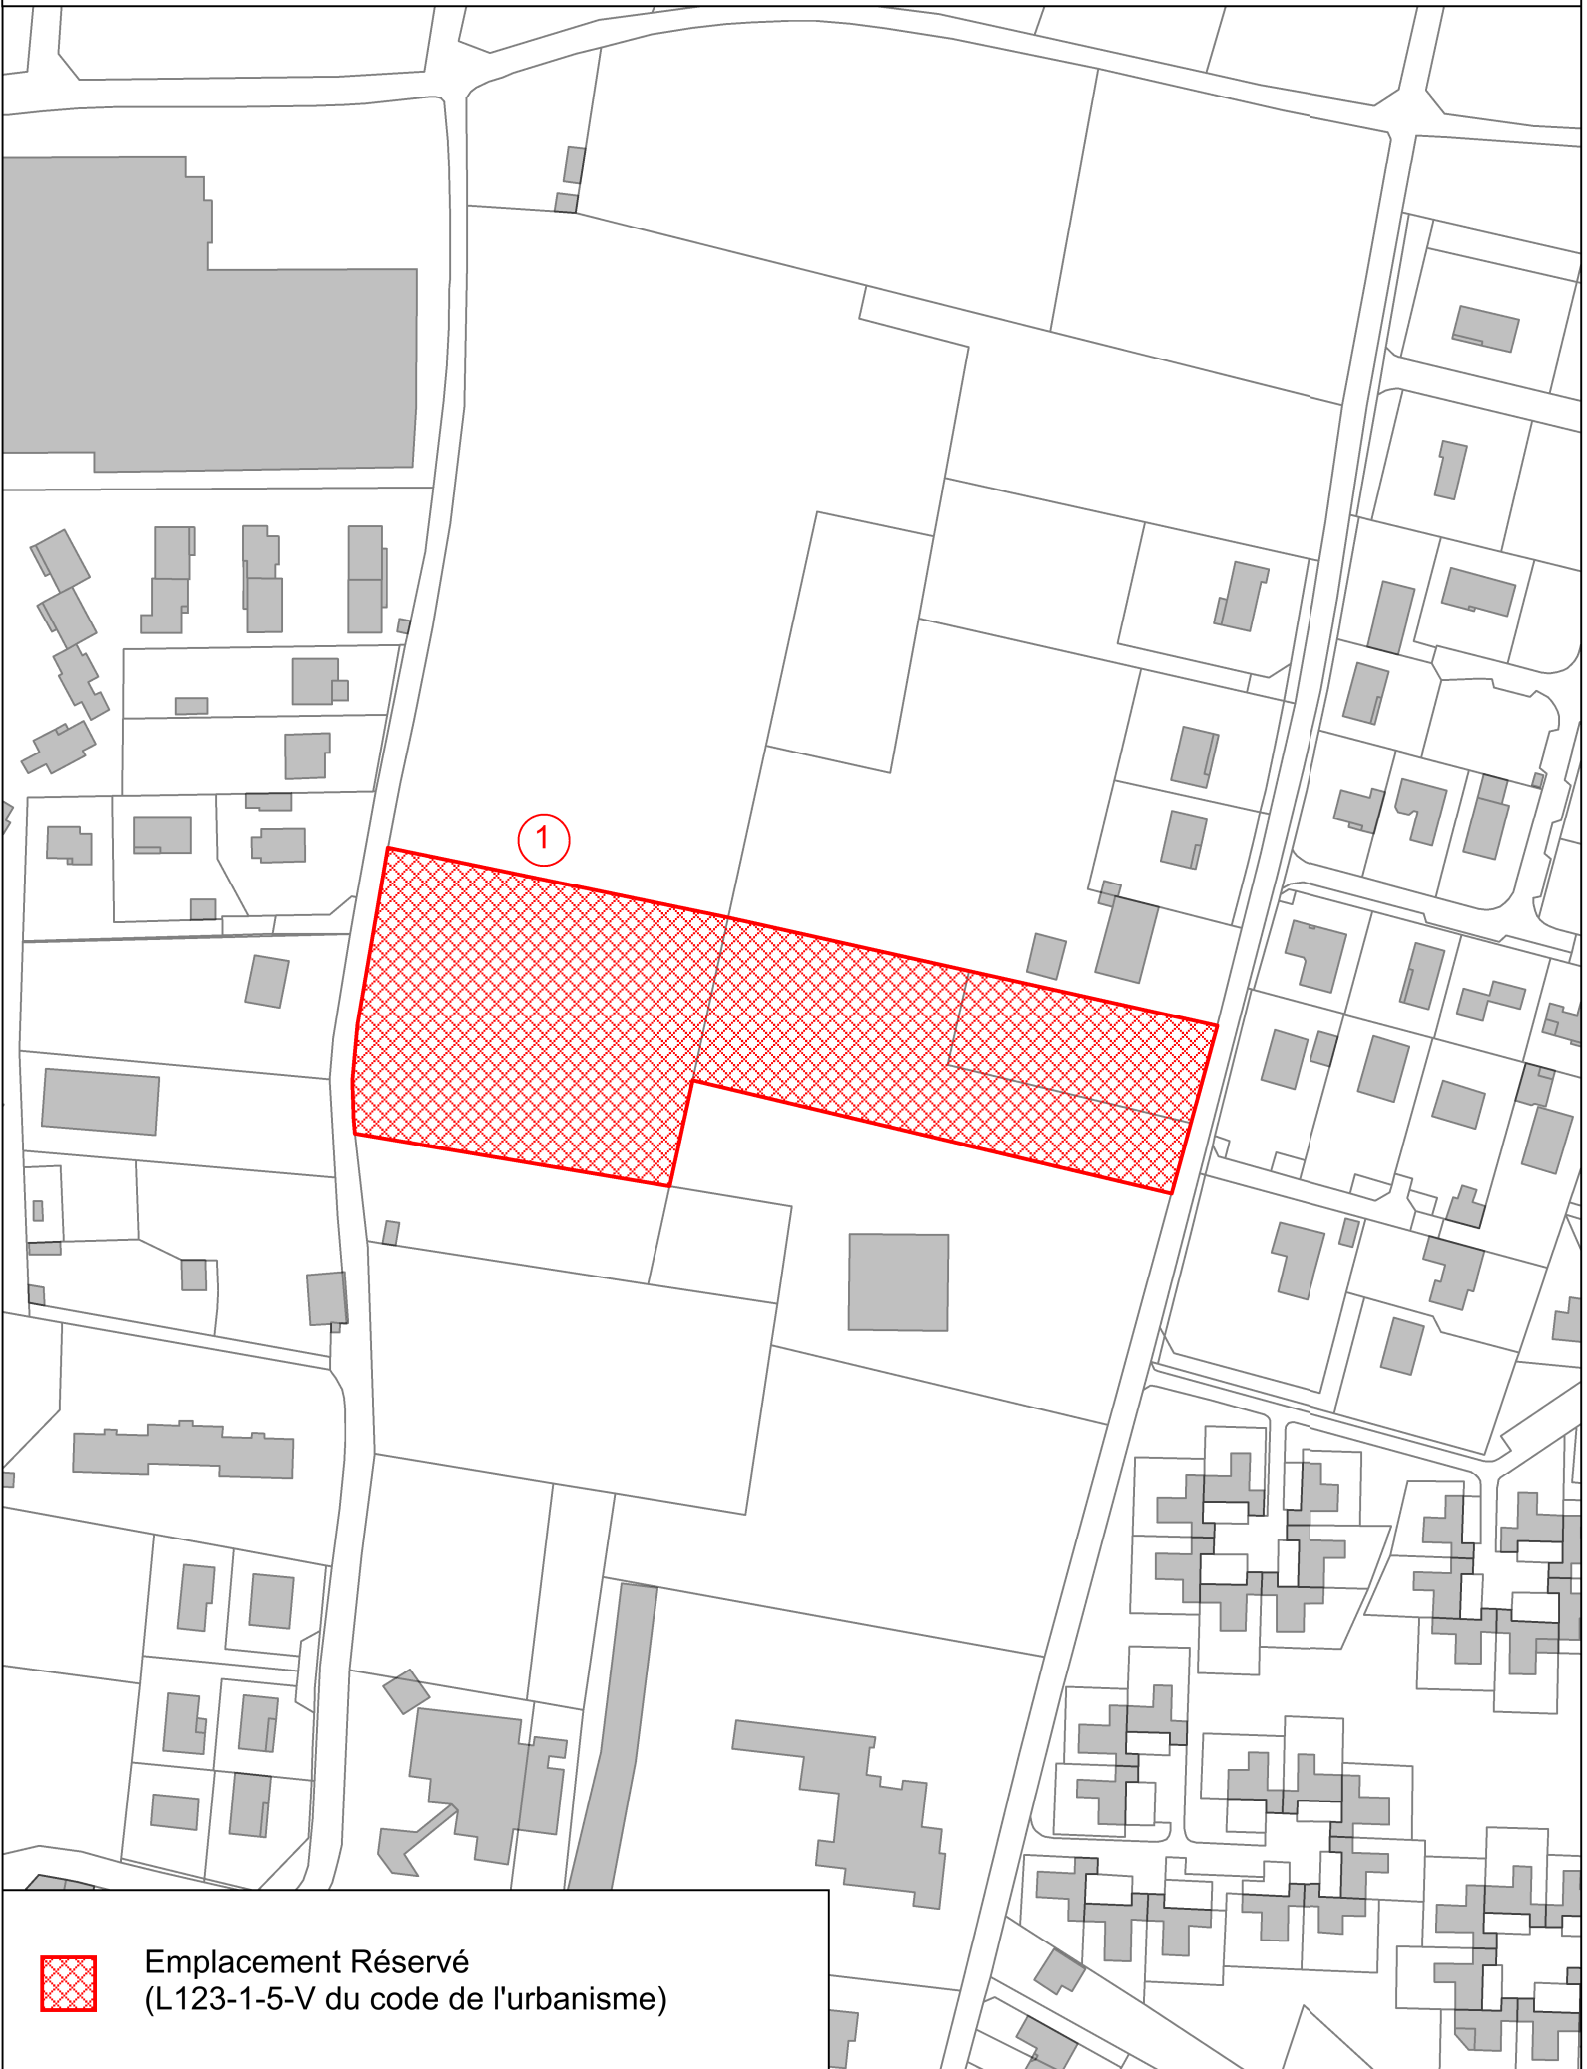 1
Emplacement Réservé
(L123-1-5-V du code de l'urbanisme)